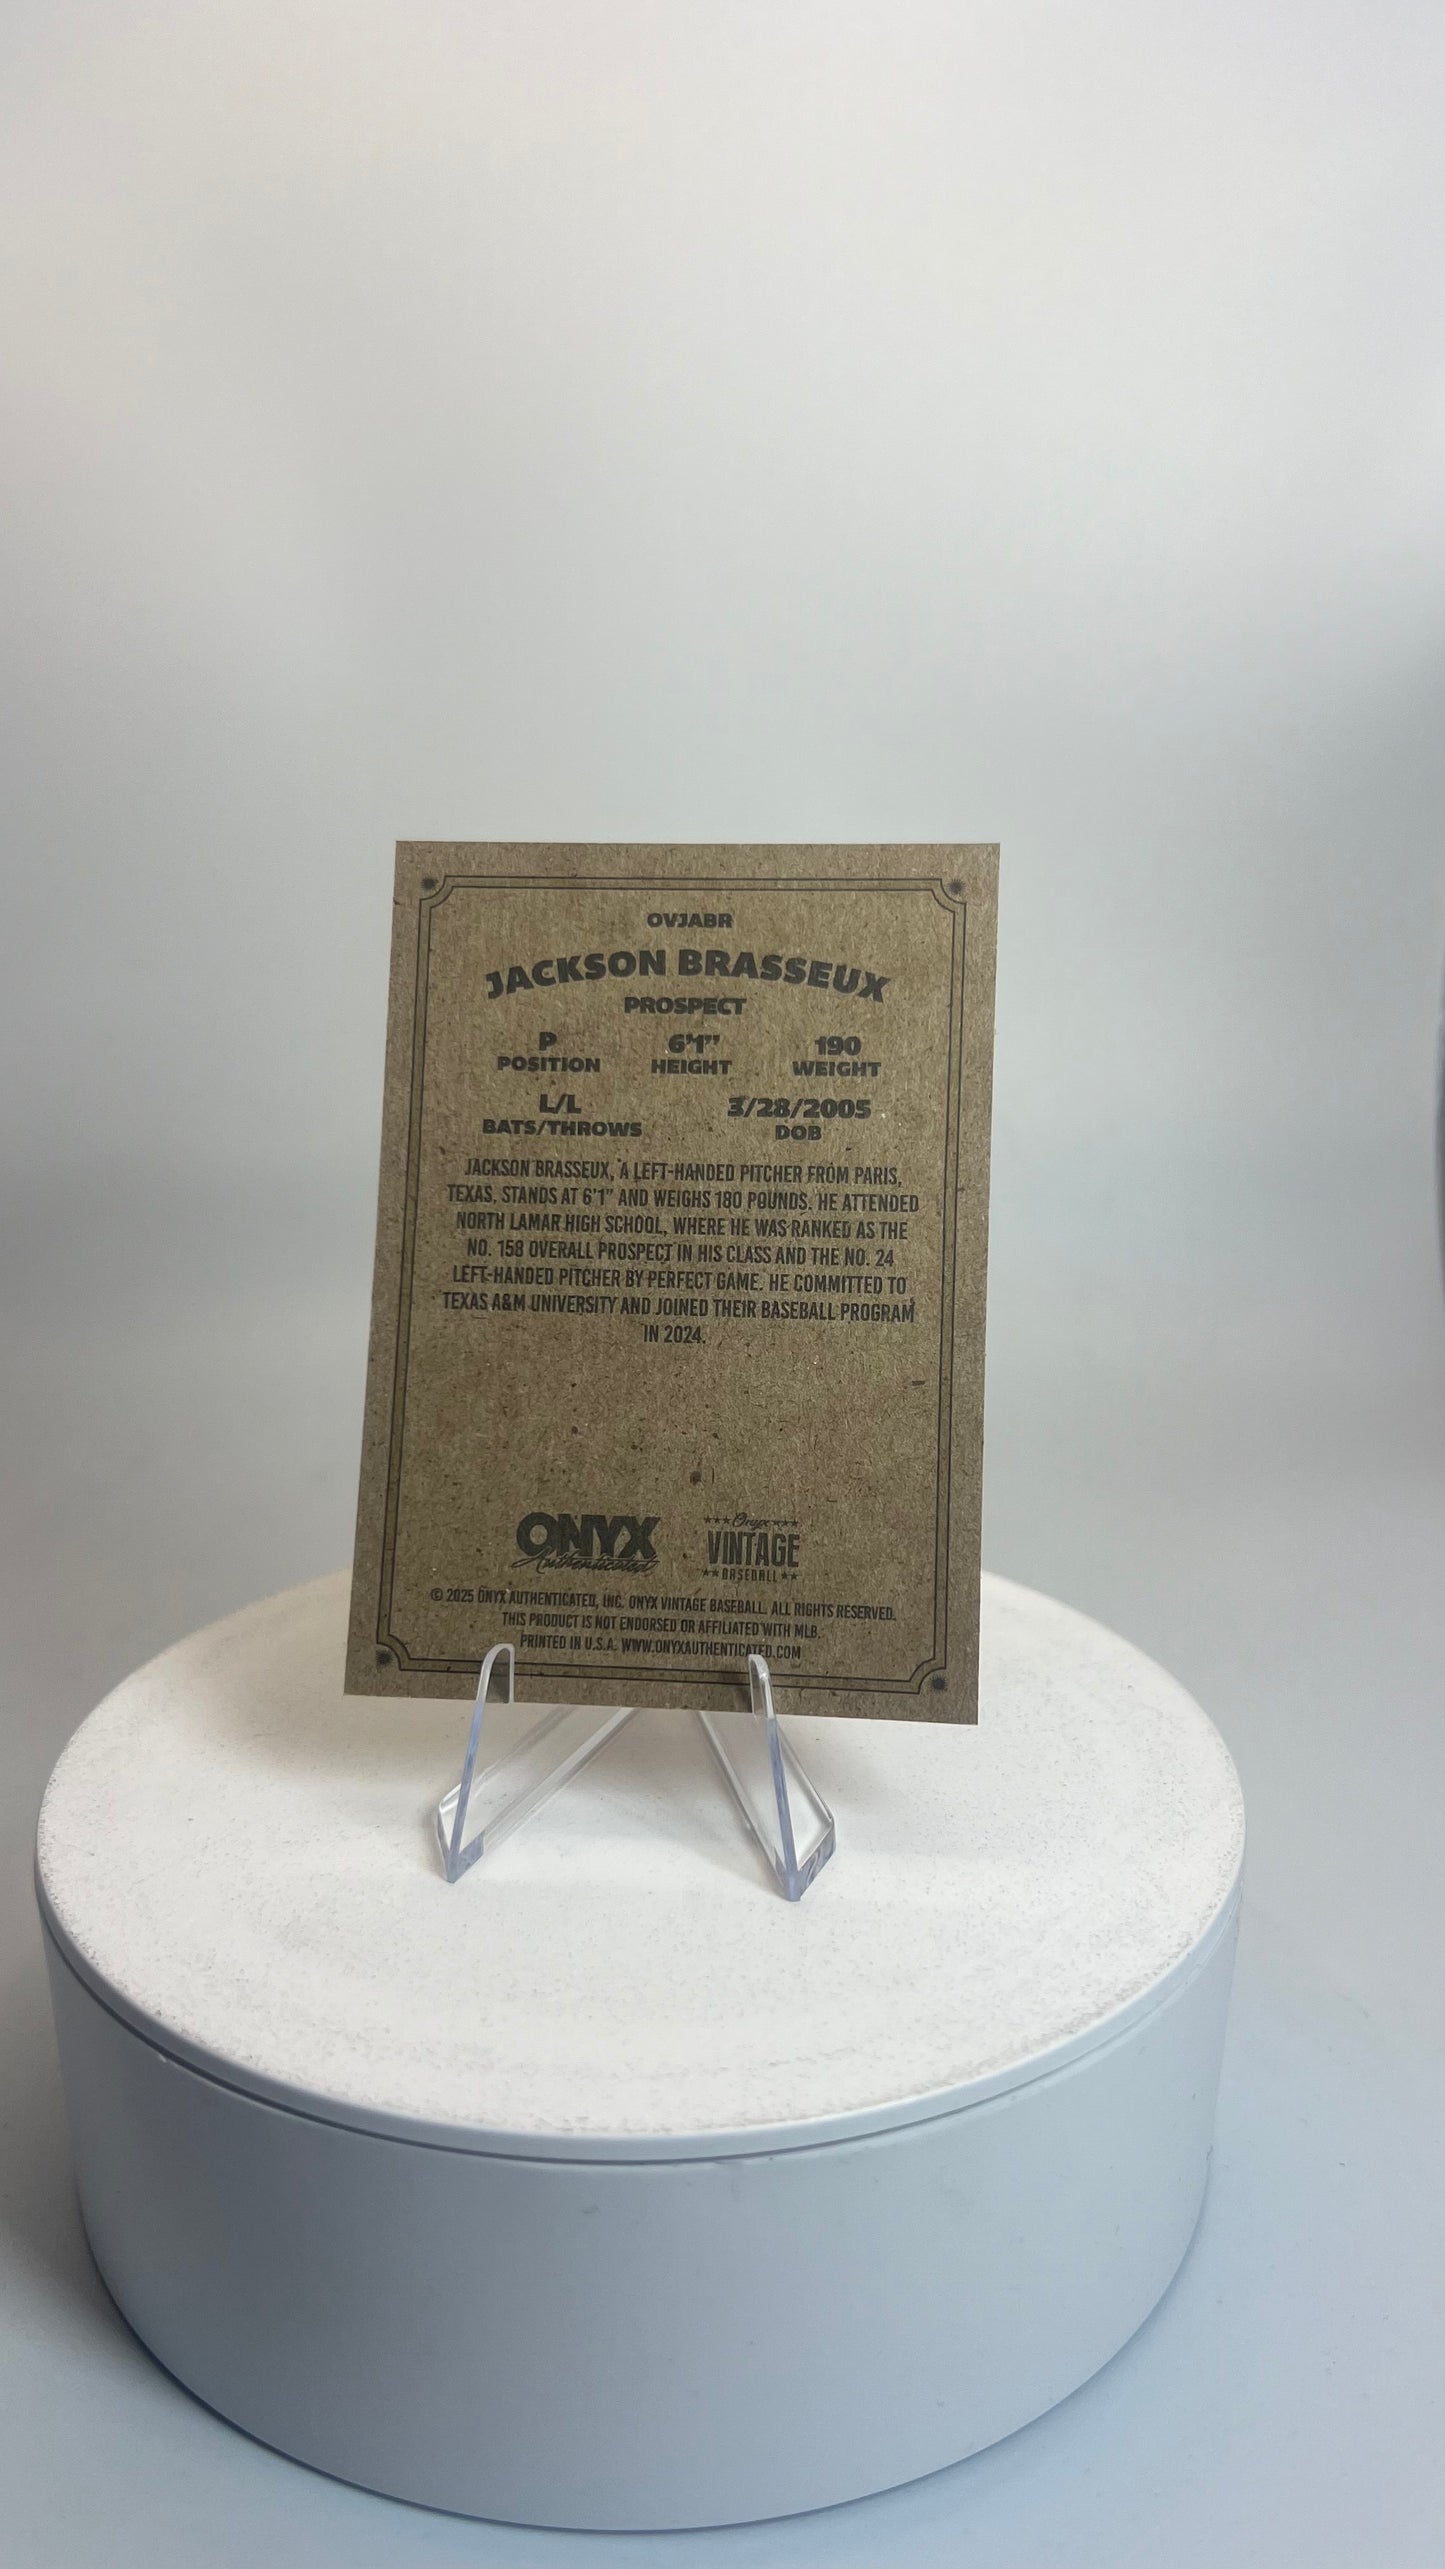 OVJABR
JACKSON BRASSEUX
PROSPECT
P 6'1" 190
POSITION HEIGHT WEIGHT
L/L 3/28/2005
BATS/THROWS DOB
JACKSON BRASSEUX, A LEFT-HANDED PITCHER FROM PARIS,
TEXAS, STANDS AT 6'1" AND WEIGHS 180 POUNDS. HE ATTENDED
NORTH LAMAR HIGH SCHOOL, WHERE HE WAS RANKED AS THE
NO. 158 OVERALL PROSPECT IN HIS CLASS AND THE NO. 24
LEFT-HANDED PITCHER BY PERFECT GAME. HE COMMITTED TO
TEXAS A&M UNIVERSITY AND JOINED THEIR BASEBALL PROGRAM
IN 2024.
ONYX
Authenticated
Onyx
VINTAGE
BASEBALL
© 2025 ONYX AUTHENTICATED, INC. ONYX VINTAGE BASEBALL. ALL RIGHTS RESERVED.
THIS PRODUCT IS NOT ENDORSED OR AFFILIATED WITH MLB.
PRINTED IN U.S.A. WWW.ONYXAUTHENTICATED.COM